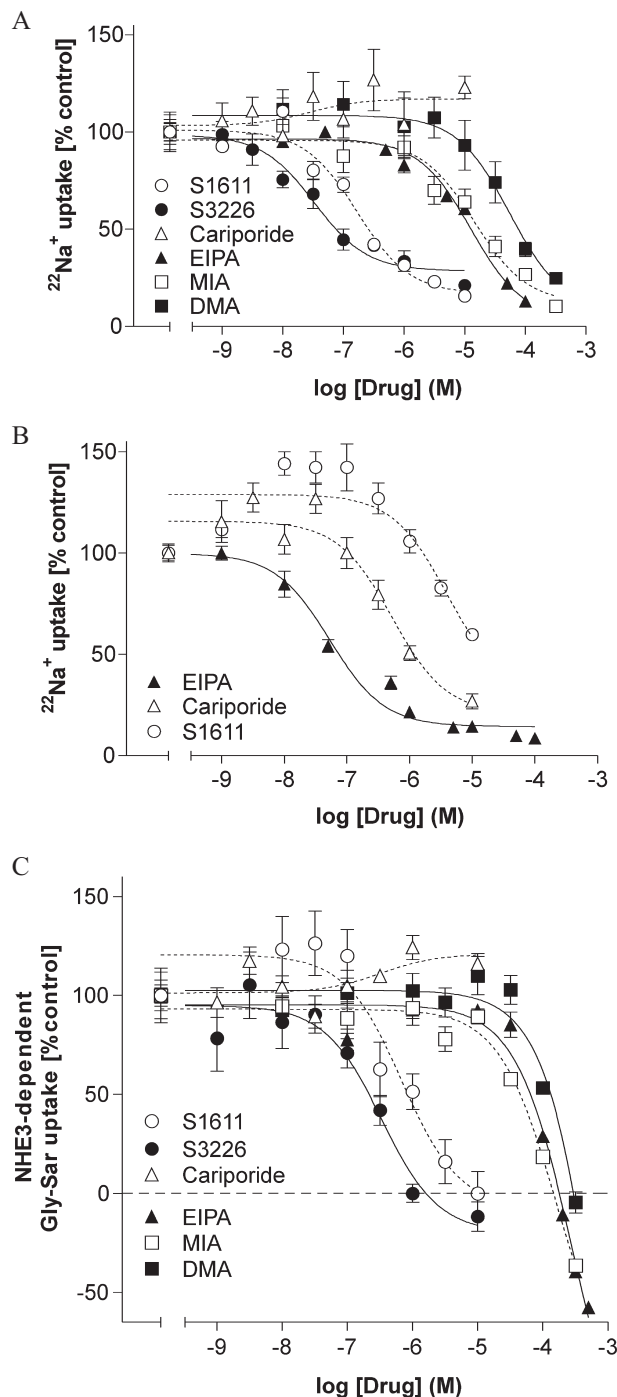 A
150
100
50
0
²²Na⁺ uptake [% control]
S1611
S3226
Cariporide
EIPA
MIA
DMA
-9 -8 -7 -6 -5 -4 -3
log [Drug] (M)
B
150
100
50
0
²²Na⁺ uptake [% control]
EIPA
Cariporide
S1611
-9 -8 -7 -6 -5 -4 -3
log [Drug] (M)
C
150
100
50
0
-50
NHE3-dependent
Gly-Sar uptake [%control]
S1611
S3226
Cariporide
EIPA
MIA
DMA
-9 -8 -7 -6 -5 -4 -3
log [Drug] (M)